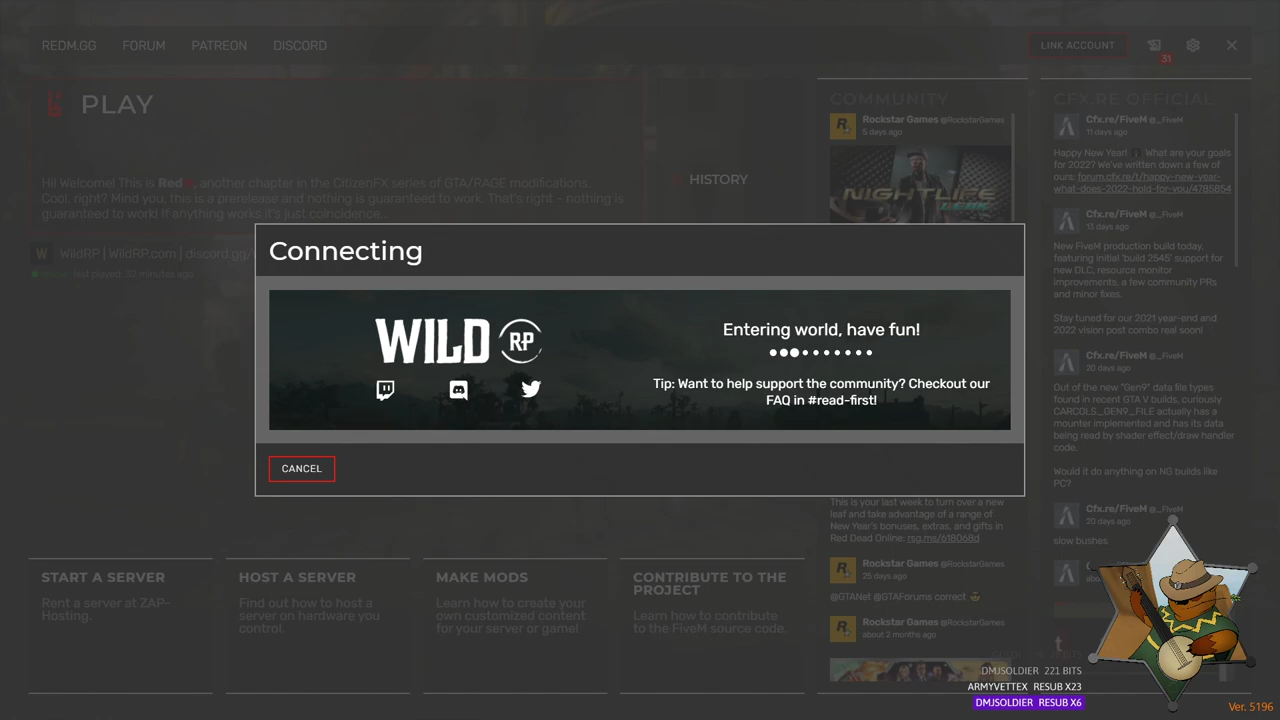 REDM.GG FORUM PATREON DISCORD
LINK ACCOUNT
31
PLAY
Hi! Welcome! This is Red
, another chapter in the CitizenFX series of GTA/RAGE modifications.
Cool, right? Mind you, this is a prerelease and nothing is guaranteed to work. That's right - nothing is
guaranteed to work! If anything works it's just coincidence...
HISTORY
W
WildRP | WildRP.com | discord.gg/
last played: 32 minutes ago
Connecting
WILD RP
Entering world, have fun!
Tip: Want to help support the community? Checkout our
FAQ in #read-first!
CANCEL
START A SERVER
Rent a server at ZAP-
Hosting.
HOST A SERVER
Find out how to host a
server on hardware you
control.
MAKE MODS
Learn how to create your
own customized content
for your server or game!
CONTRIBUTE TO THE
PROJECT
Learn how to contribute
to the FiveM source code.
COMMUNITY
Rockstar Games @RockstarGames
5 days ago
NIGHTLIFE
LEAK
This is your last week to turn over a new
leaf and take advantage of a range of
New Year's bonuses, extras, and gifts in
Red Dead Online: rsg.ms/618068d
Rockstar Games @RockstarGames
25 days ago
@GTANet @GTAForums correct
Rockstar Games @RockstarGames
about 2 months ago
CFX.RE OFFICIAL
Cfx.re/FiveM @_FiveM
11 days ago
Happy New Year! What are your goals
for 2022? We've written down a few of
ours: forum.cfx.re/t/happy-new-year-
what-does-2022-hold-for-you/4785854
Cfx.re/FiveM @_FiveM
13 days ago
New FiveM production build today,
featuring initial 'build 2545' support for
new DLC, resource monitor
improvements, a few community PRs
and minor fixes.
Stay tuned for our 2021 year-end and
2022 vision post combo real soon!
Cfx.re/FiveM @_FiveM
20 days ago
Out of the new "Gen9" data file types
found in recent GTA V builds, curiously
CARCOLS_GEN9_FILE actually has a
mounter implemented and has its data
being read by shader effect/draw handler
code.
Would it do anything on NG builds like
PC?
Cfx.re/FiveM @_FiveM
20 days ago
slow bushes
DMJSOLDIER 221 BITS
ARMYVETTEX RESUB X23
DMJSOLDIER RESUB X6
Ver. 5196